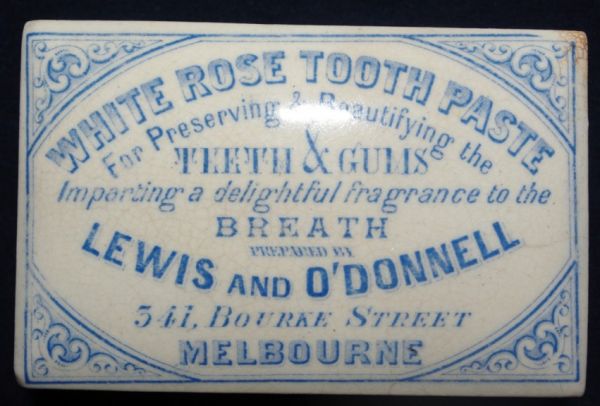 WHITE ROSE TOOTH PASTE
For Preserving & Beautifying the
TEETH & GUMS
Imparting a delightful fragrance to the
BREATH
PREPARED BY
LEWIS AND O'DONNELL
341, BOURKE STREET
MELBOURNE